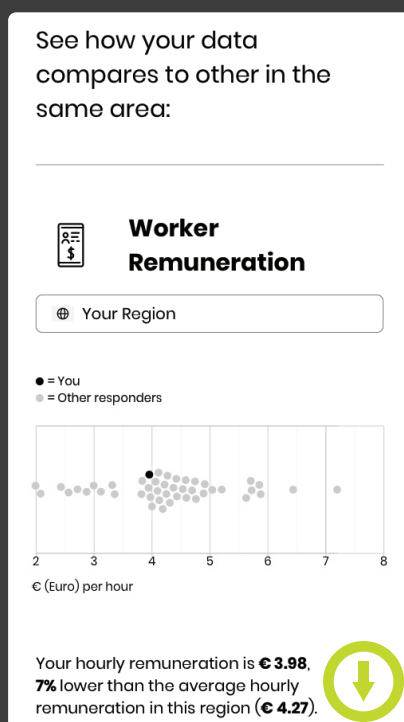 See how your data
compares to other in the
same area:
$
Worker
Remuneration
Your Region
= You
= Other responders
2 3 4 5 6 7 8
€ (Euro) per hour
Your hourly remuneration is € 3.98,
7% lower than the average hourly
remuneration in this region (€ 4.27).